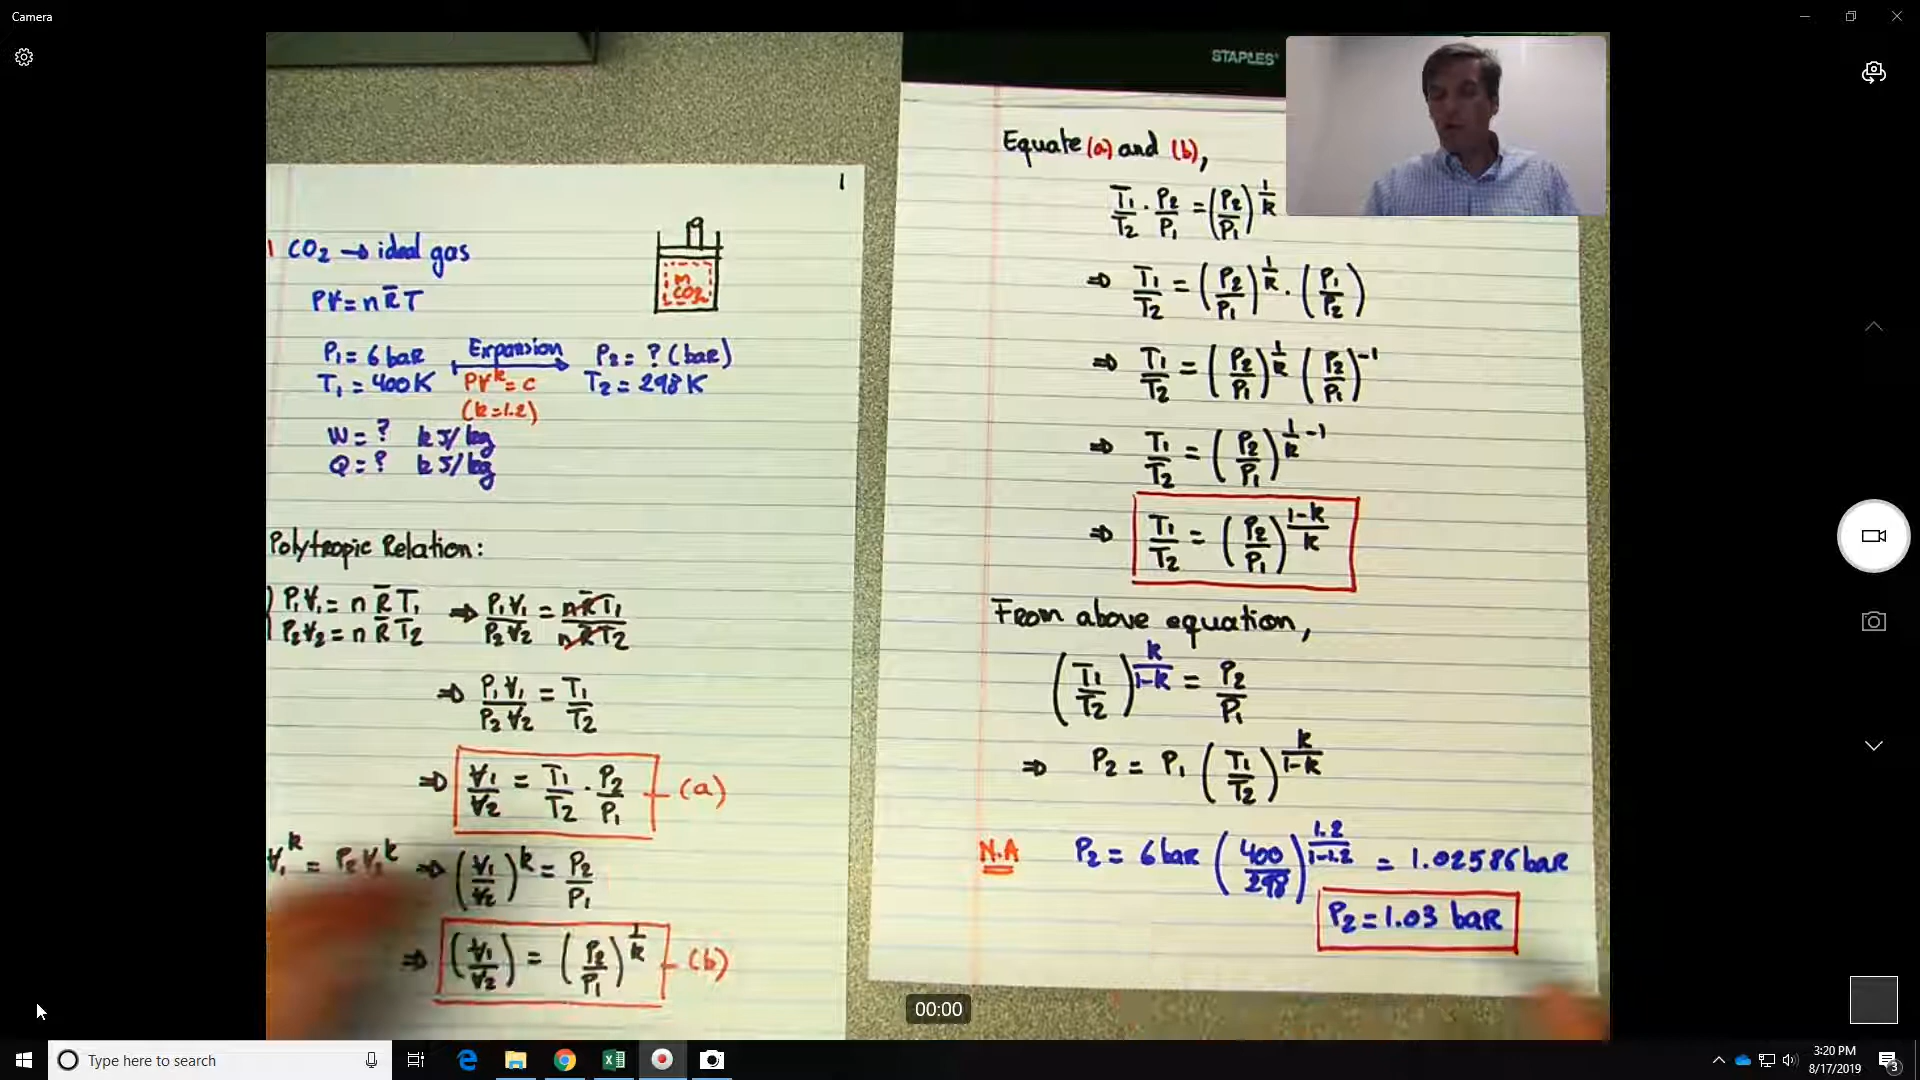 Camera
STAPLES
1
1 CO2 → ideal gas
PV = n R̄ T
P1 = 6 bar
Expansion
P2 = ? (bar)
T1 = 400 K
PV^k = c
T2 = 298 K
(k=1.2)
W = ? kJ/kg
Q = ? kJ/kg
m
CO2
Polytropic Relation:
P1V1 = n R̄ T1 ⇒ P1V1/P2V2 = nR̄T1/nR̄T2
P2V2 = n R̄ T2
⇒ P1V1/P2V2 = T1/T2
⇒ V1/V2 = T1/T2 · P2/P1 — (a)
V1^k = P2V2^k ⇒ (V1/V2)^k = P2/P1
⇒ (V1/V2) = (P2/P1)^(1/k) — (b)
Equate (a) and (b),
T1/T2 · P2/P1 = (P2/P1)^(1/k)
⇒ T1/T2 = (P2/P1)^(1/k) · (P1/P2)
⇒ T1/T2 = (P2/P1)^(1/k) (P2/P1)^-1
⇒ T1/T2 = (P2/P1)^(1/k - 1)
⇒ T1/T2 = (P2/P1)^((1-k)/k)
From above equation,
(T1/T2)^(k/(1-k)) = P2/P1
⇒ P2 = P1 (T1/T2)^(k/(1-k))
N.A P2 = 6 bar (400/298)^(1.2/(1-1.2)) = 1.02586 bar
P2 = 1.03 bar
00:00
Type here to search
3:20 PM
8/17/2019
3